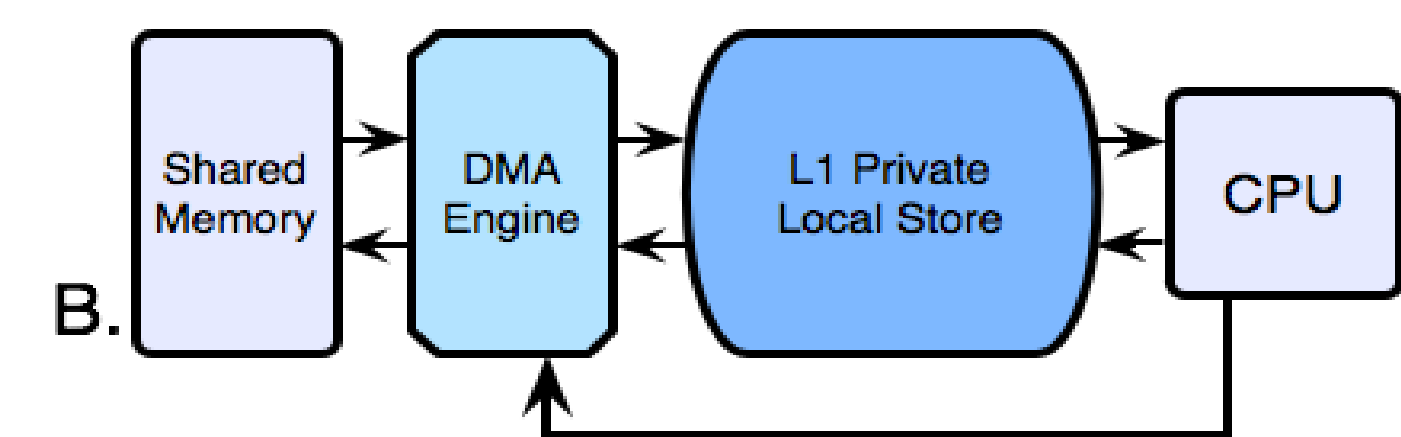 Shared
Memory
DMA
Engine
L1 Private
Local Store
CPU
B.